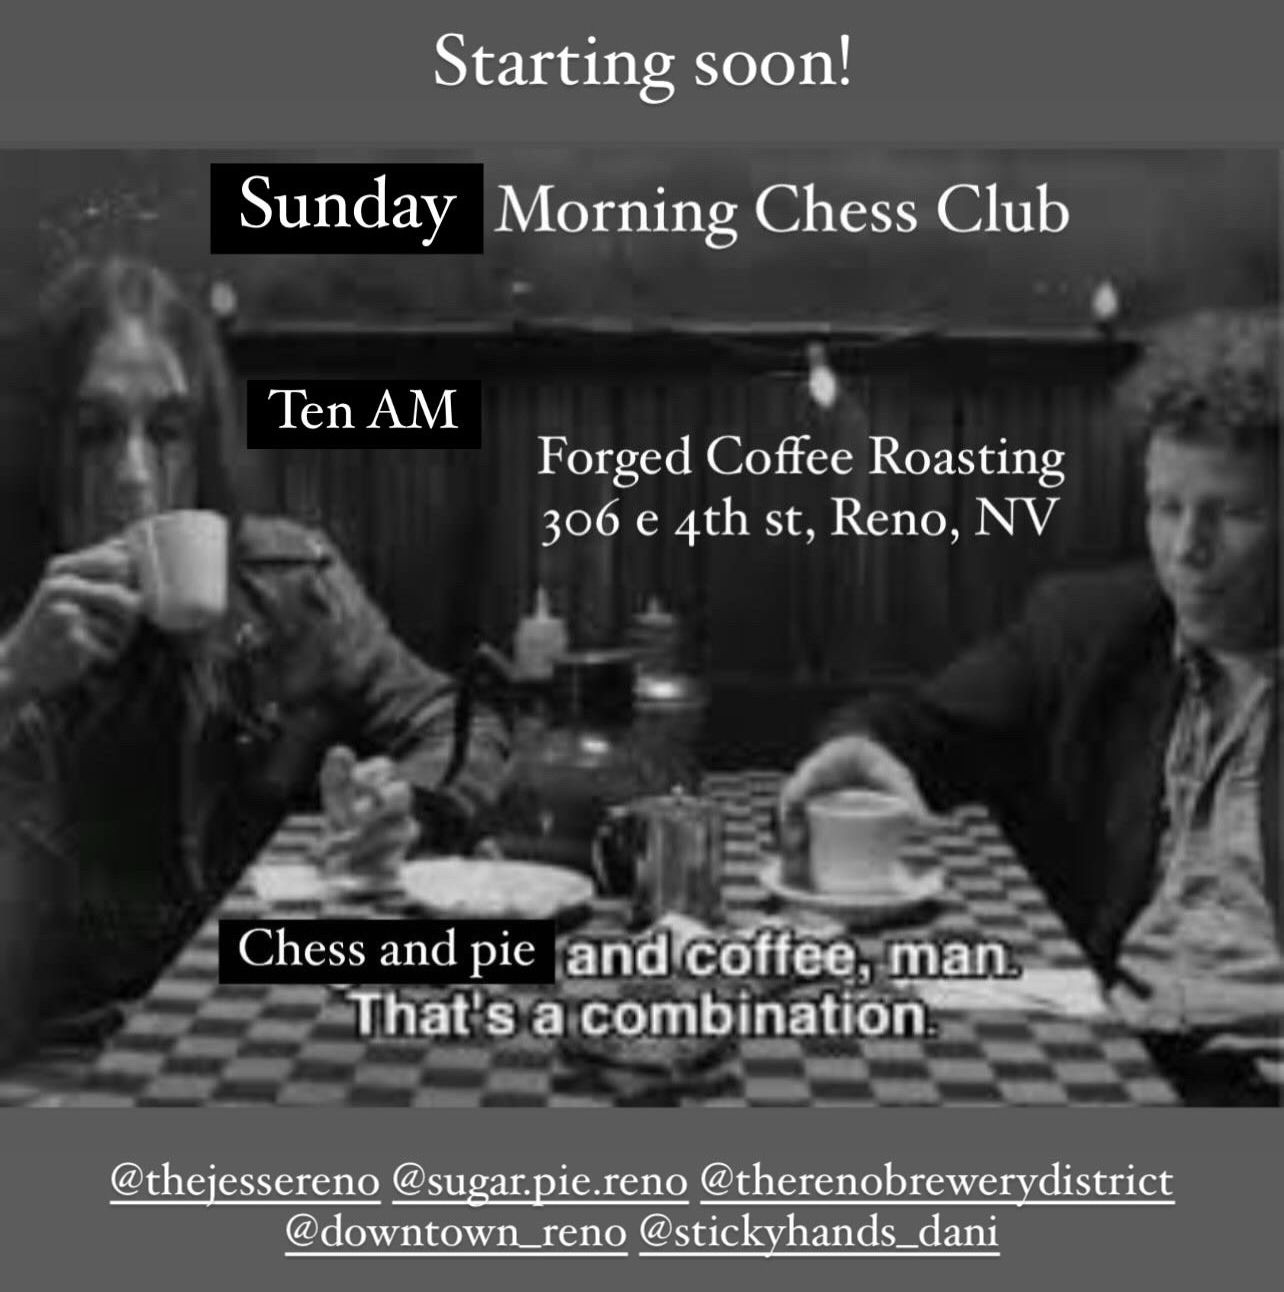 Starting soon!
Sunday Morning Chess Club
Ten AM
Forged Coffee Roasting
306 e 4th st, Reno, NV
Chess and pie and coffee, man.
That's a combination.
@thejessereno @sugar.pie.reno @therenobrewerydistrict
@downtown_reno @stickyhands_dani